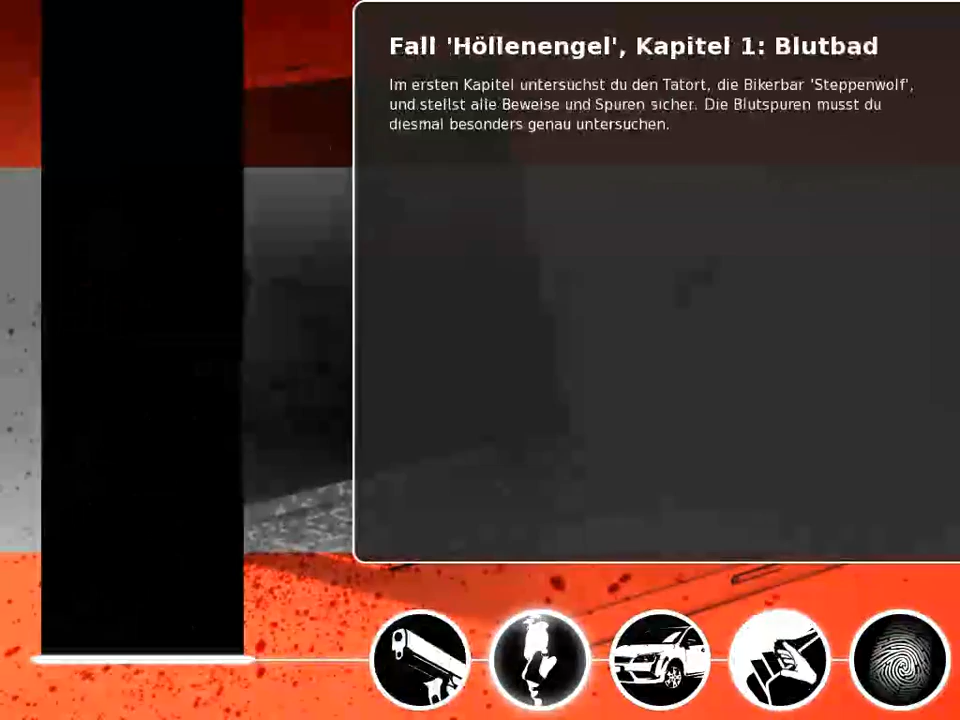 Fall 'Höllenengel', Kapitel 1: Blutbad
Im ersten Kapitel untersuchst du den Tatort, die Bikerbar 'Steppenwolf',
und stellst alle Beweise und Spuren sicher. Die Blutspuren musst du
diesmal besonders genau untersuchen.